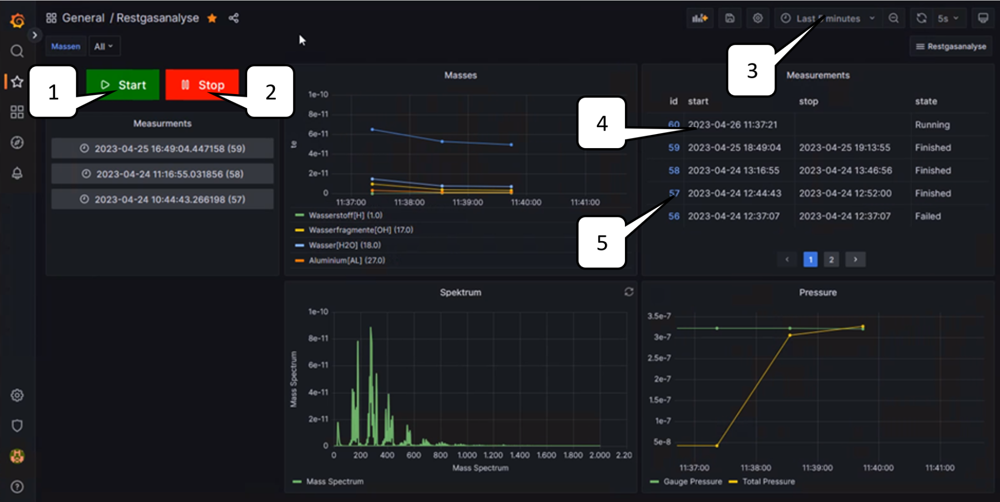 General / Restgasanalyse
Last minutes
5s
Massen
All
Restgasanalyse
1
Start
Stop
2
3
4
5
Measurments
2023-04-25 16:49:04.447158 (59)
2023-04-24 11:16:55.031856 (58)
2023-04-24 10:44:43.266198 (57)
Masses
te
1e-10
8e-11
6e-11
4e-11
2e-11
0
11:37:00 11:38:00 11:39:00 11:40:00 11:41:00
Wasserstoff[H] (1.0)
Wasserfragmente[OH] (17.0)
Wasser[H2O] (18.0)
Aluminium[AL] (27.0)
Measurements
id start stop state
60 2023-04-26 11:37:21 Running
59 2023-04-25 18:49:04 2023-04-25 19:13:55 Finished
58 2023-04-24 13:16:55 2023-04-24 13:46:56 Finished
57 2023-04-24 12:44:43 2023-04-24 12:52:00 Finished
56 2023-04-24 12:37:07 2023-04-24 12:37:07 Failed
1 2
Spektrum
Mass Spectrum
1e-10
8e-11
6e-11
4e-11
2e-11
0
0 200 400 600 800 1.000 1.200 1.400 1.600 1.800 2.000 2.20
Mass Spectrum
Mass Spectrum
Pressure
3.5e-7
3e-7
2.5e-7
2e-7
1.5e-7
1e-7
5e-8
11:37:00 11:38:00 11:39:00 11:40:00 11:41:00
Gauge Pressure Total Pressure